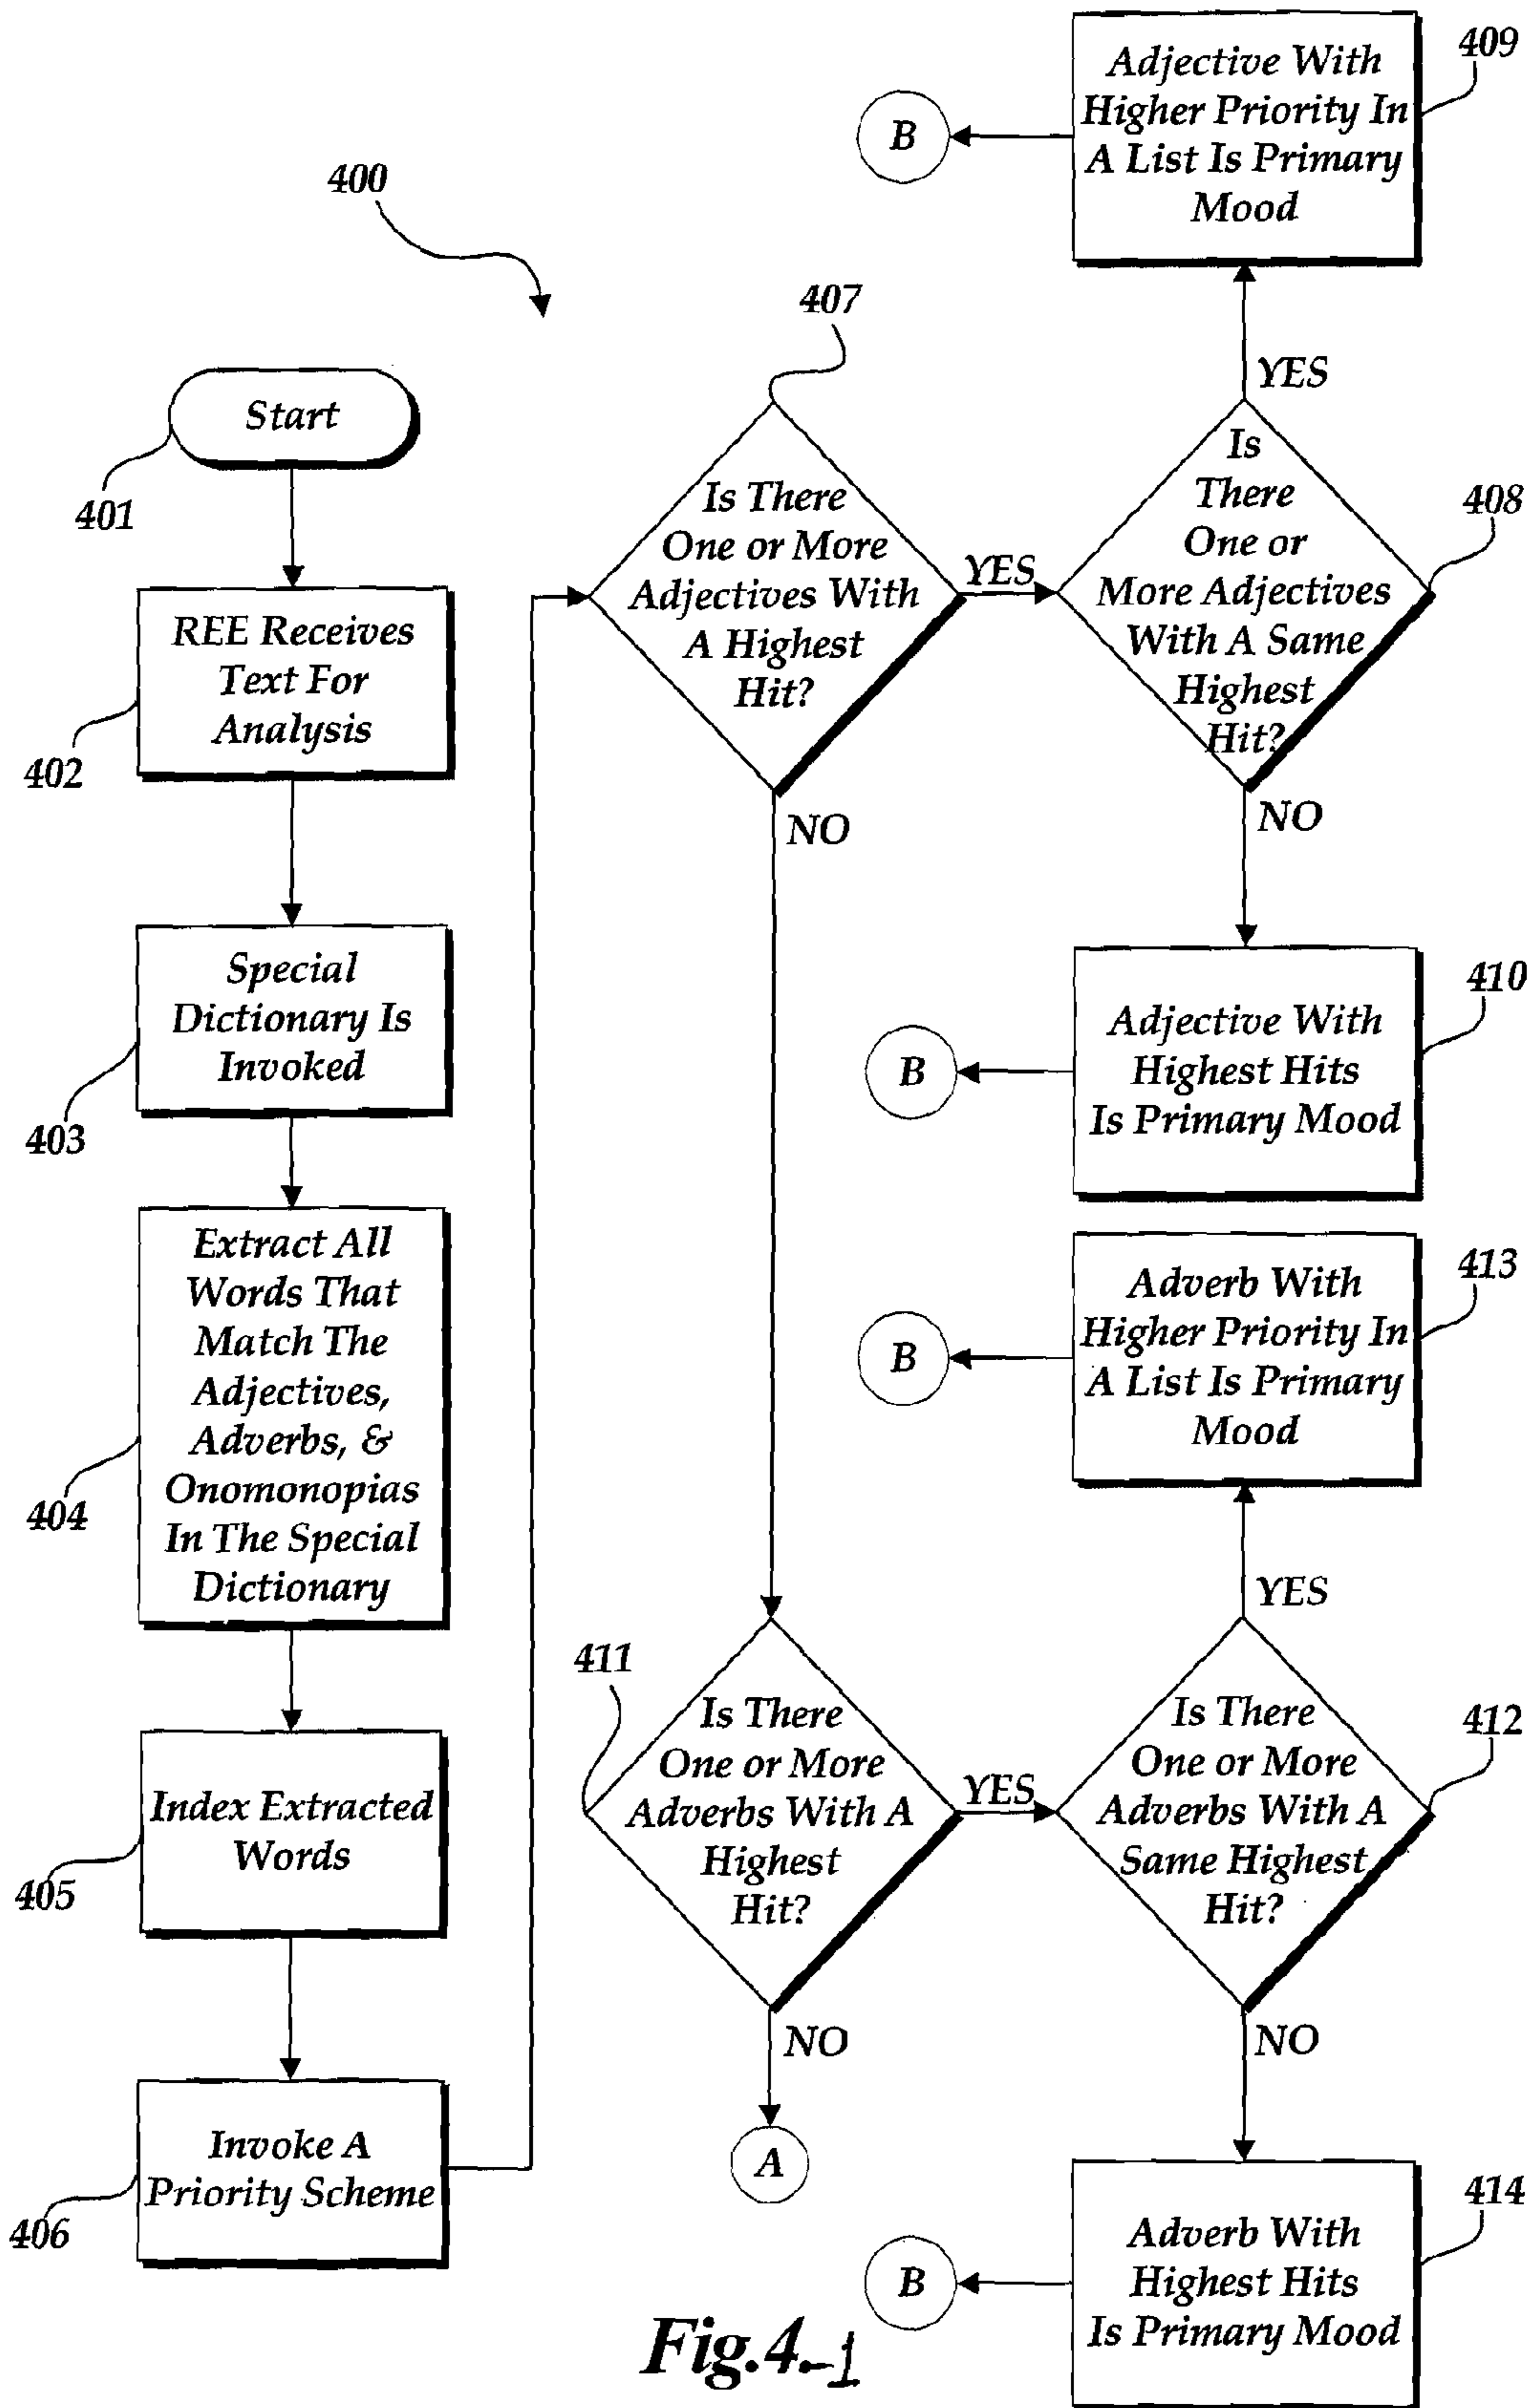 400
Start
401
REE Receives
Text For
Analysis
402
Special
Dictionary Is
Invoked
403
Extract All
Words That
Match The
Adjectives,
Adverbs, &
Onomonopias
In The Special
Dictionary
404
Index Extracted
Words
405
Invoke A
Priority Scheme
406
407
Is There
One or More
Adjectives With
A Highest
Hit?
YES
NO
Is
There
One or
More Adjectives
With A Same
Highest
Hit?
408
YES
NO
Adjective With
Higher Priority In
A List Is Primary
Mood
409
B
Adjective With
Highest Hits
Is Primary Mood
410
B
411
Is There
One or More
Adverbs With A
Highest
Hit?
YES
NO
A
Is There
One or More
Adverbs With A
Same Highest
Hit?
412
YES
NO
Adverb With
Higher Priority In
A List Is Primary
Mood
413
B
Adverb With
Highest Hits
Is Primary Mood
414
B
Fig.4.-1